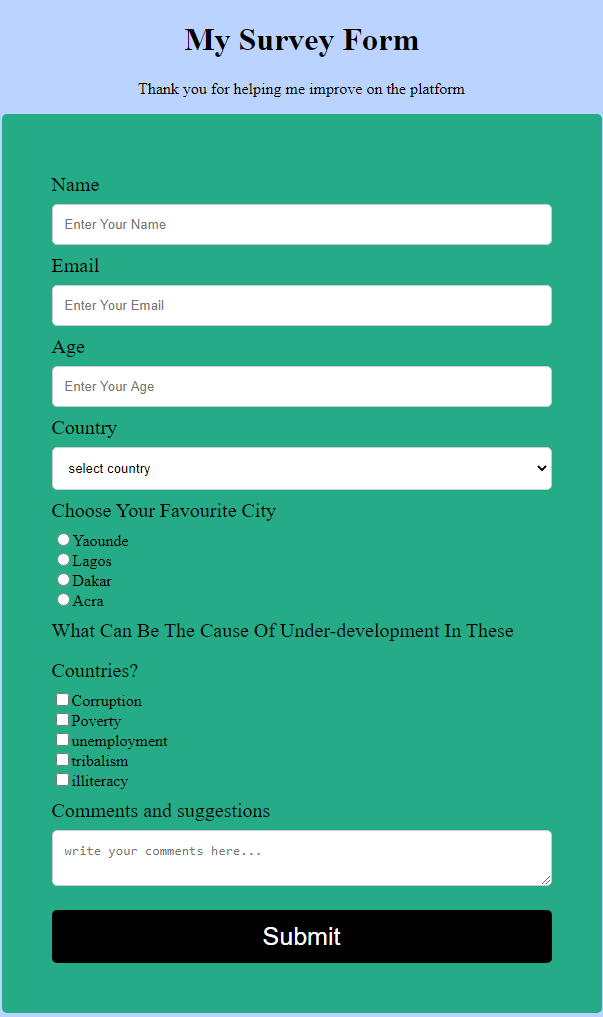 My Survey Form
Thank you for helping me improve on the platform
Name
Enter Your Name
Email
Enter Your Email
Age
Enter Your Age
Country
select country
Choose Your Favourite City
Yaounde
Lagos
Dakar
Acra
What Can Be The Cause Of Under-development In These
Countries?
Corruption
Poverty
unemployment
tribalism
illiteracy
Comments and suggestions
write your comments here...
Submit